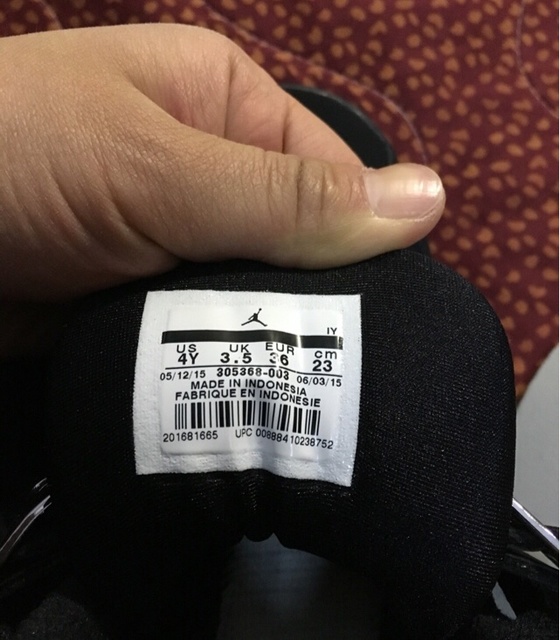 IY
US UK EUR cm
4Y 3.5 36 23
05/12/15 305368-003 06/03/15
MADE IN INDONESIA
FABRIQUE EN INDONESIE
201681665 UPC 00888410238752